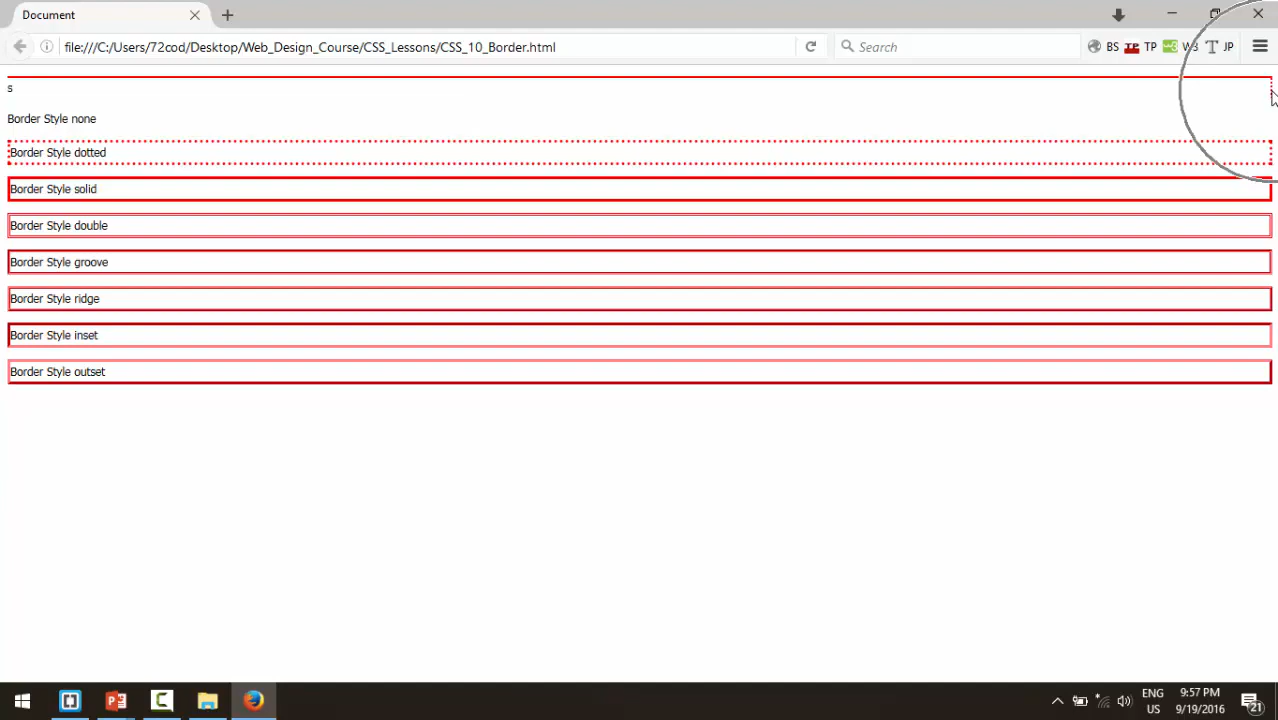 Document
file:///C:/Users/72cod/Desktop/Web_Design_Course/CSS_Lessons/CSS_10_Border.html
Search
BS TP TP W3 T JP
s
Border Style none
Border Style dotted
Border Style solid
Border Style double
Border Style groove
Border Style ridge
Border Style inset
Border Style outset
ENG
US
9:57 PM
9/19/2016
21